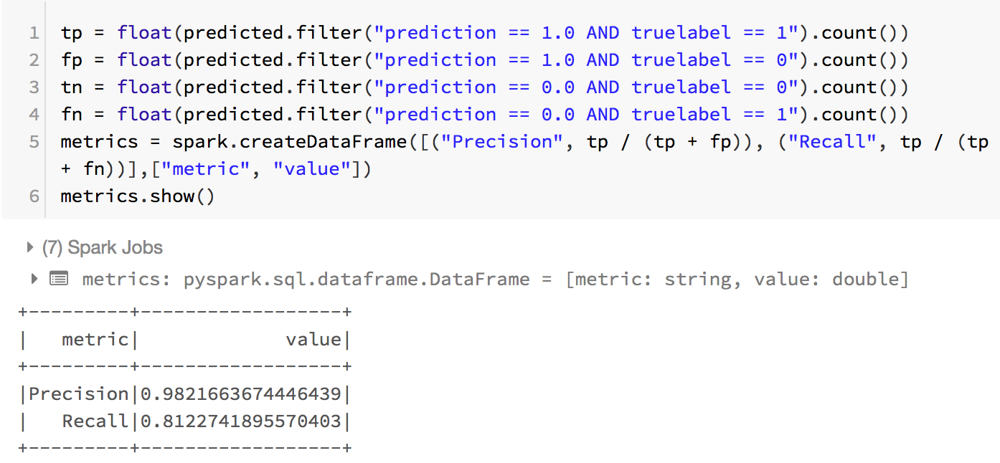 1 tp = float(predicted.filter("prediction == 1.0 AND truelabel == 1").count())
2 fp = float(predicted.filter("prediction == 1.0 AND truelabel == 0").count())
3 tn = float(predicted.filter("prediction == 0.0 AND truelabel == 0").count())
4 fn = float(predicted.filter("prediction == 0.0 AND truelabel == 1").count())
5 metrics = spark.createDataFrame([("Precision", tp / (tp + fp)), ("Recall", tp / (tp
+ fn))],["metric", "value"])
6 metrics.show()
(7) Spark Jobs
metrics: pyspark.sql.dataframe.DataFrame = [metric: string, value: double]
+---------+------------------+
|   metric|             value|
+---------+------------------+
|Precision|0.9821663674446439|
|   Recall|0.8122741895570403|
+---------+------------------+